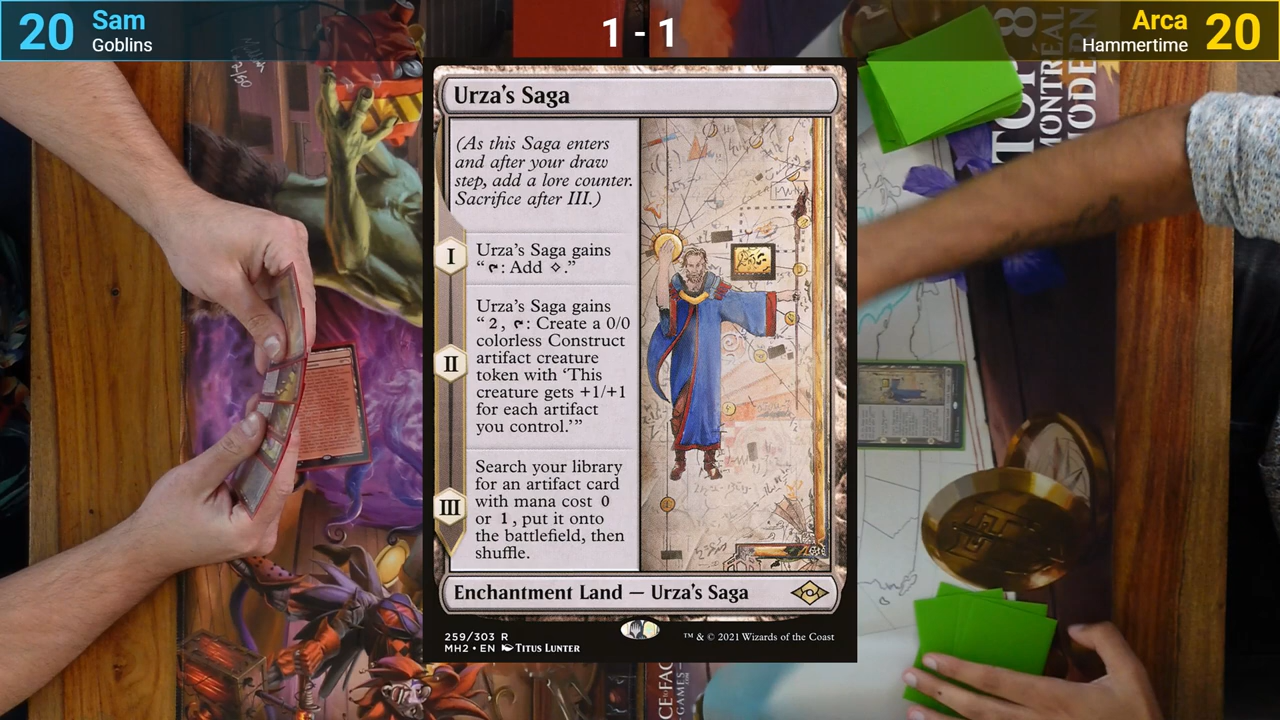 20
Sam
Goblins
1 - 1
Arca
Hammertime
20
Urza's Saga
(As this Saga enters
and after your draw
step, add a lore counter.
Sacrifice after III.)
I
Urza's Saga gains
“: Add .”
II
Urza's Saga gains
“2, : Create a 0/0
colorless Construct
artifact creature
token with ‘This
creature gets +1/+1
for each artifact
you control.’”
III
Search your library
for an artifact card
with mana cost 0
or 1, put it onto
the battlefield, then
shuffle.
Enchantment Land — Urza's Saga
259/303 R
MH2 • EN TITUS LUNTER
™ & © 2021 Wizards of the Coast
TOP 8
MONTRÉAL
GAMES